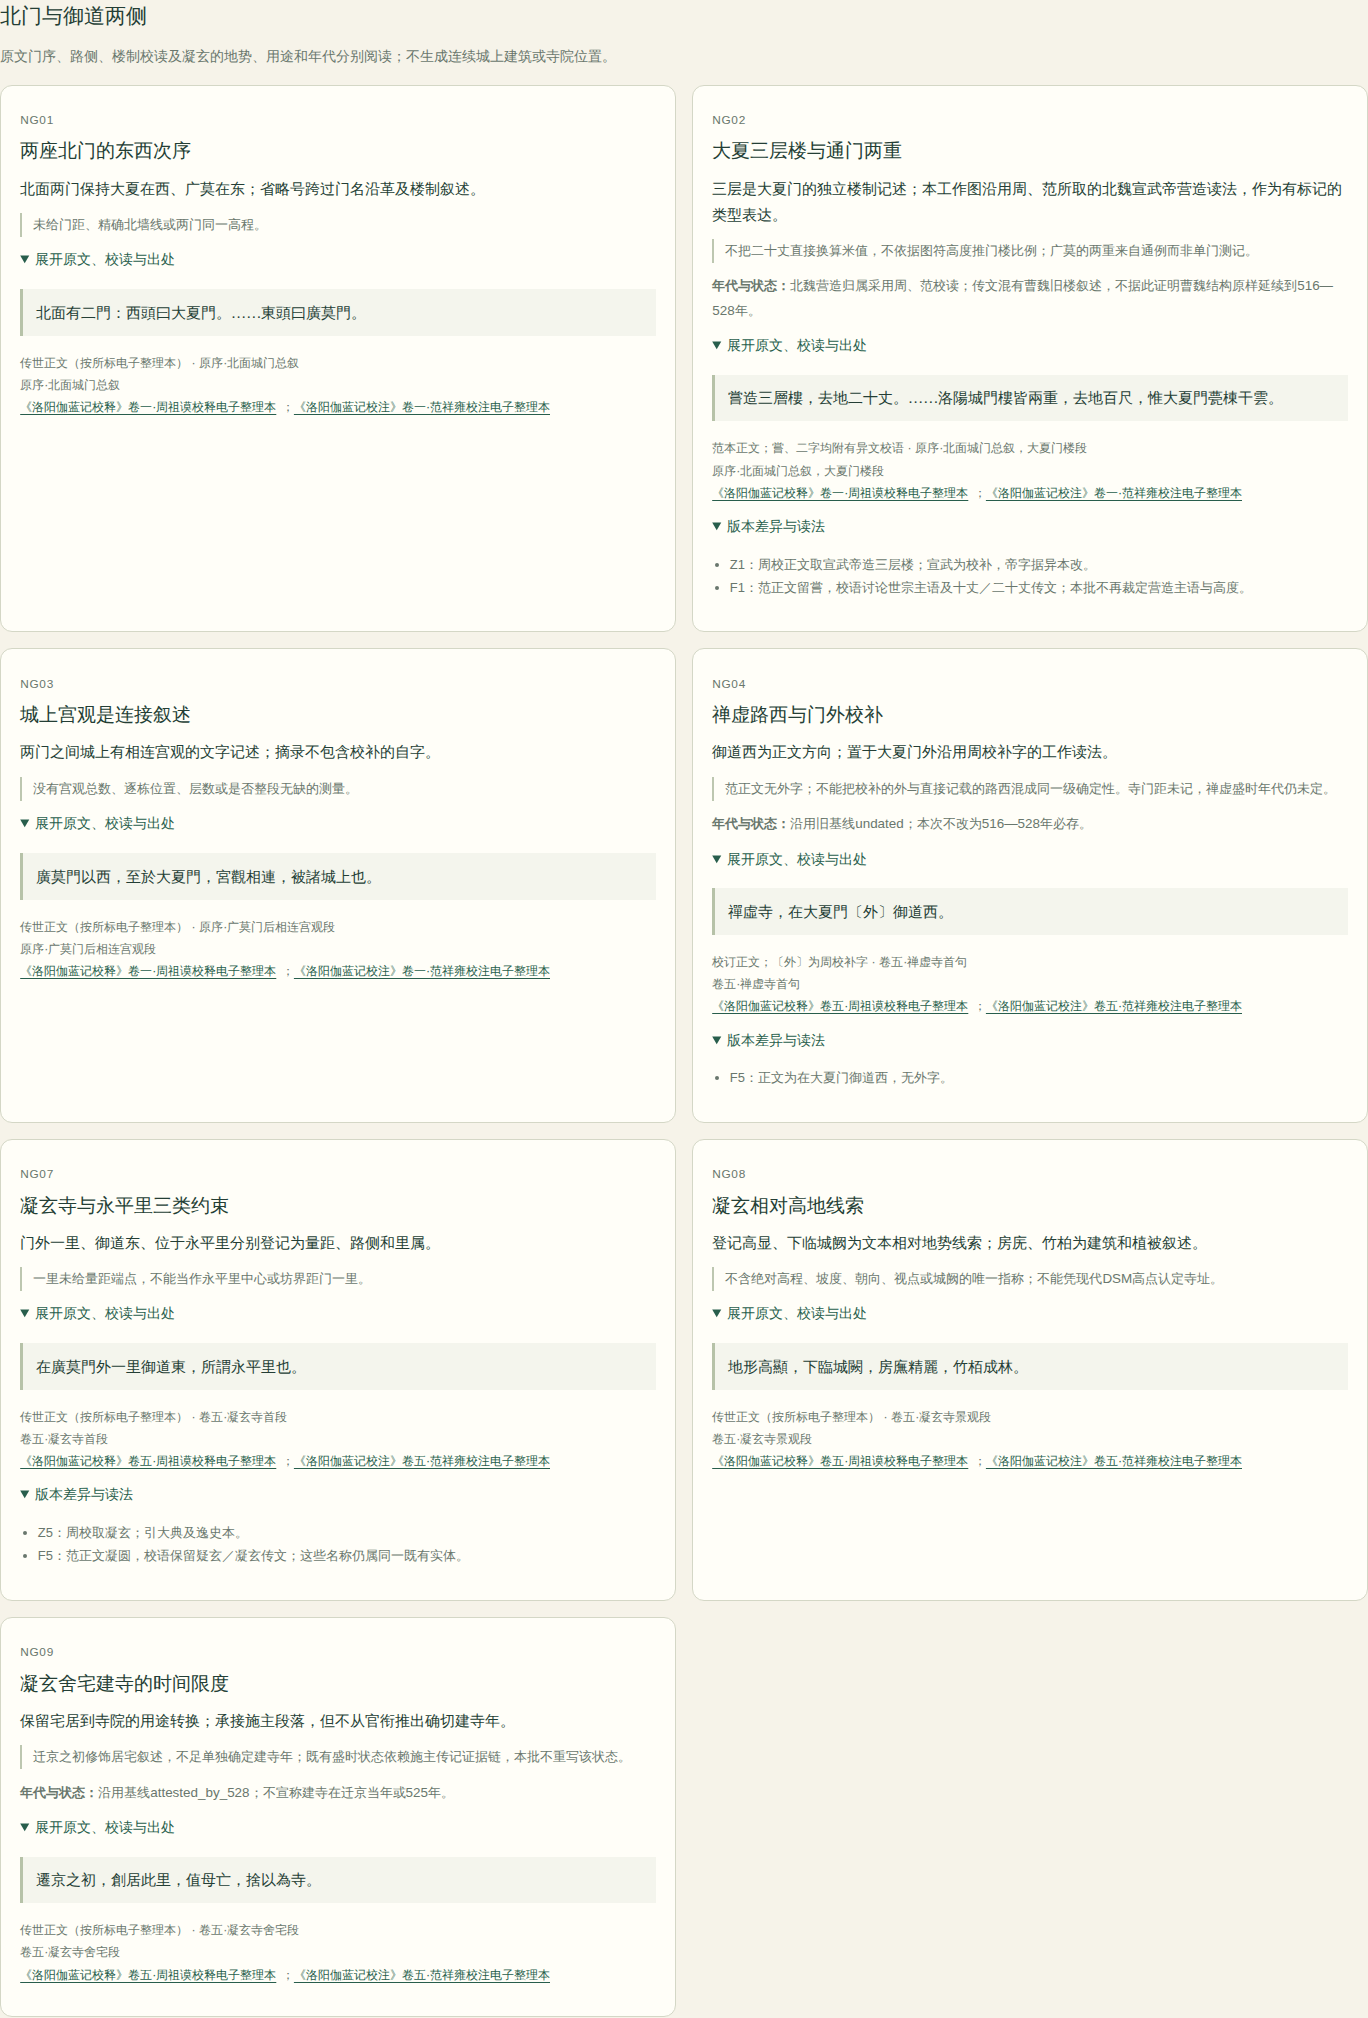 北门与御道两侧
原文门序、路侧、楼制校读及凝玄的地势、用途和年代分别阅读；不生成连续城上建筑或寺院位置。
NG01
两座北门的东西次序
北面两门保持大夏在西、广莫在东；省略号跨过门名沿革及楼制叙述。
未给门距、精确北墙线或两门同一高程。
▼ 展开原文、校读与出处
北面有二門：西頭曰大夏門。……東頭曰廣莫門。
传世正文（按所标电子整理本） · 原序·北面城门总叙
原序·北面城门总叙
《洛阳伽蓝记校释》卷一·周祖谟校释电子整理本 ；《洛阳伽蓝记校注》卷一·范祥雍校注电子整理本
NG02
大夏三层楼与通门两重
三层是大夏门的独立楼制记述；本工作图沿用周、范所取的北魏宣武帝营造读法，作为有标记的
类型表达。
不把二十丈直接换算米值，不依据图符高度推门楼比例；广莫的两重来自通例而非单门测记。
年代与状态：北魏营造归属采用周、范校读；传文混有曹魏旧楼叙述，不据此证明曹魏结构原样延续到516—
528年。
▼ 展开原文、校读与出处
嘗造三層樓，去地二十丈。……洛陽城門樓皆兩重，去地百尺，惟大夏門甍棟干雲。
范本正文；嘗、二字均附有异文校语 · 原序·北面城门总叙，大夏门楼段
原序·北面城门总叙，大夏门楼段
《洛阳伽蓝记校释》卷一·周祖谟校释电子整理本 ；《洛阳伽蓝记校注》卷一·范祥雍校注电子整理本
▼ 版本差异与读法
• Z1：周校正文取宣武帝造三层楼；宣武为校补，帝字据异本改。
• F1：范正文留嘗，校语讨论世宗主语及十丈／二十丈传文；本批不再裁定营造主语与高度。
NG03
城上宫观是连接叙述
两门之间城上有相连宫观的文字记述；摘录不包含校补的自字。
没有宫观总数、逐栋位置、层数或是否整段无缺的测量。
▼ 展开原文、校读与出处
廣莫門以西，至於大夏門，宮觀相連，被諸城上也。
传世正文（按所标电子整理本） · 原序·广莫门后相连宫观段
原序·广莫门后相连宫观段
《洛阳伽蓝记校释》卷一·周祖谟校释电子整理本 ；《洛阳伽蓝记校注》卷一·范祥雍校注电子整理本
NG04
禅虚路西与门外校补
御道西为正文方向；置于大夏门外沿用周校补字的工作读法。
范正文无外字；不能把校补的外与直接记载的路西混成同一级确定性。寺门距未记，禅虚盛时年代仍未定。
年代与状态：沿用旧基线undated；本次不改为516—528年必存。
▼ 展开原文、校读与出处
禪虛寺，在大夏門〔外〕御道西。
校订正文；〔外〕为周校补字 · 卷五·禅虚寺首句
卷五·禅虚寺首句
《洛阳伽蓝记校释》卷五·周祖谟校释电子整理本 ；《洛阳伽蓝记校注》卷五·范祥雍校注电子整理本
▼ 版本差异与读法
• F5：正文为在大夏门御道西，无外字。
NG07
凝玄寺与永平里三类约束
门外一里、御道东、位于永平里分别登记为量距、路侧和里属。
一里未给量距端点，不能当作永平里中心或坊界距门一里。
▼ 展开原文、校读与出处
在廣莫門外一里御道東，所謂永平里也。
传世正文（按所标电子整理本） · 卷五·凝玄寺首段
卷五·凝玄寺首段
《洛阳伽蓝记校释》卷五·周祖谟校释电子整理本 ；《洛阳伽蓝记校注》卷五·范祥雍校注电子整理本
▼ 版本差异与读法
• Z5：周校取凝玄；引大典及逸史本。
• F5：范正文凝圆，校语保留疑玄／凝玄传文；这些名称仍属同一既有实体。
NG08
凝玄相对高地线索
登记高显、下临城阙为文本相对地势线索；房庑、竹柏为建筑和植被叙述。
不含绝对高程、坡度、朝向、视点或城阙的唯一指称；不能凭现代DSM高点认定寺址。
▼ 展开原文、校读与出处
地形高顯，下臨城闕，房廡精麗，竹栢成林。
传世正文（按所标电子整理本） · 卷五·凝玄寺景观段
卷五·凝玄寺景观段
《洛阳伽蓝记校释》卷五·周祖谟校释电子整理本 ；《洛阳伽蓝记校注》卷五·范祥雍校注电子整理本
NG09
凝玄舍宅建寺的时间限度
保留宅居到寺院的用途转换；承接施主段落，但不从官衔推出确切建寺年。
迁京之初修饰居宅叙述，不足单独确定建寺年；既有盛时状态依赖施主传记证据链，本批不重写该状态。
年代与状态：沿用基线attested_by_528；不宣称建寺在迁京当年或525年。
▼ 展开原文、校读与出处
遷京之初，創居此里，值母亡，捨以為寺。
传世正文（按所标电子整理本） · 卷五·凝玄寺舍宅段
卷五·凝玄寺舍宅段
《洛阳伽蓝记校释》卷五·周祖谟校释电子整理本 ；《洛阳伽蓝记校注》卷五·范祥雍校注电子整理本